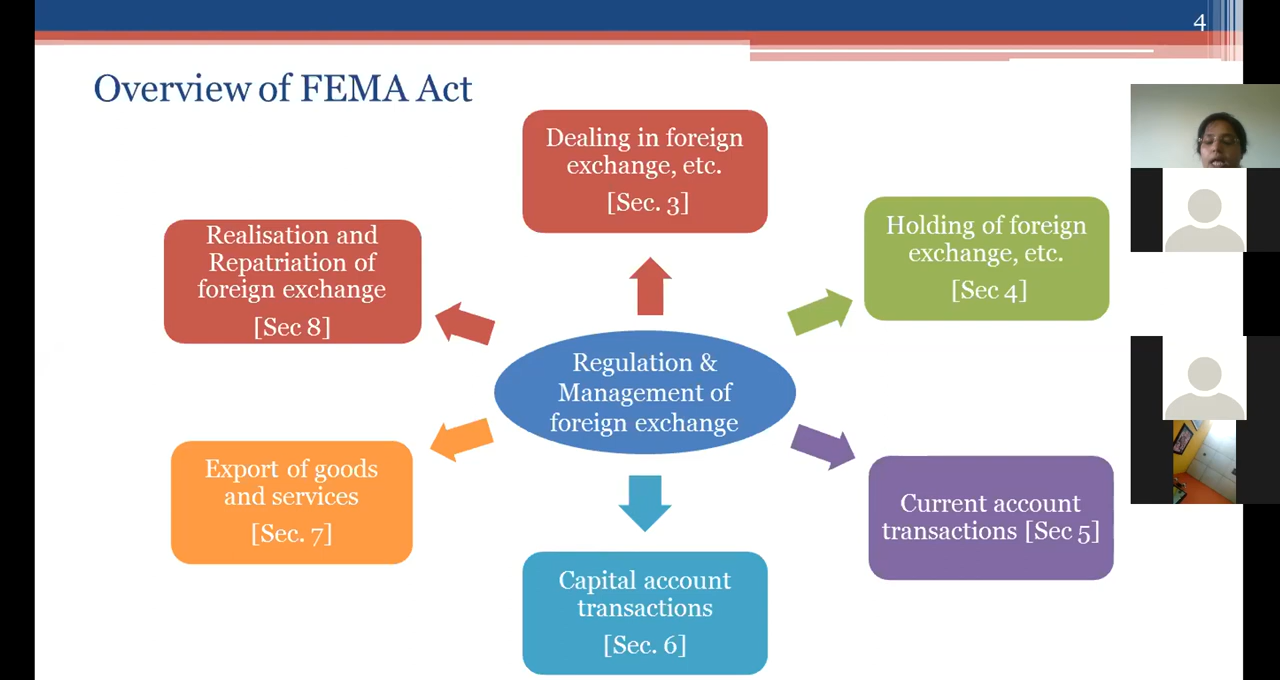 4
Overview of FEMA Act
Dealing in foreign
exchange, etc.
[Sec. 3]
Holding of foreign
exchange, etc.
[Sec 4]
Current account
transactions [Sec 5]
Capital account
transactions
[Sec. 6]
Export of goods
and services
[Sec. 7]
Realisation and
Repatriation of
foreign exchange
[Sec 8]
Regulation &
Management of
foreign exchange